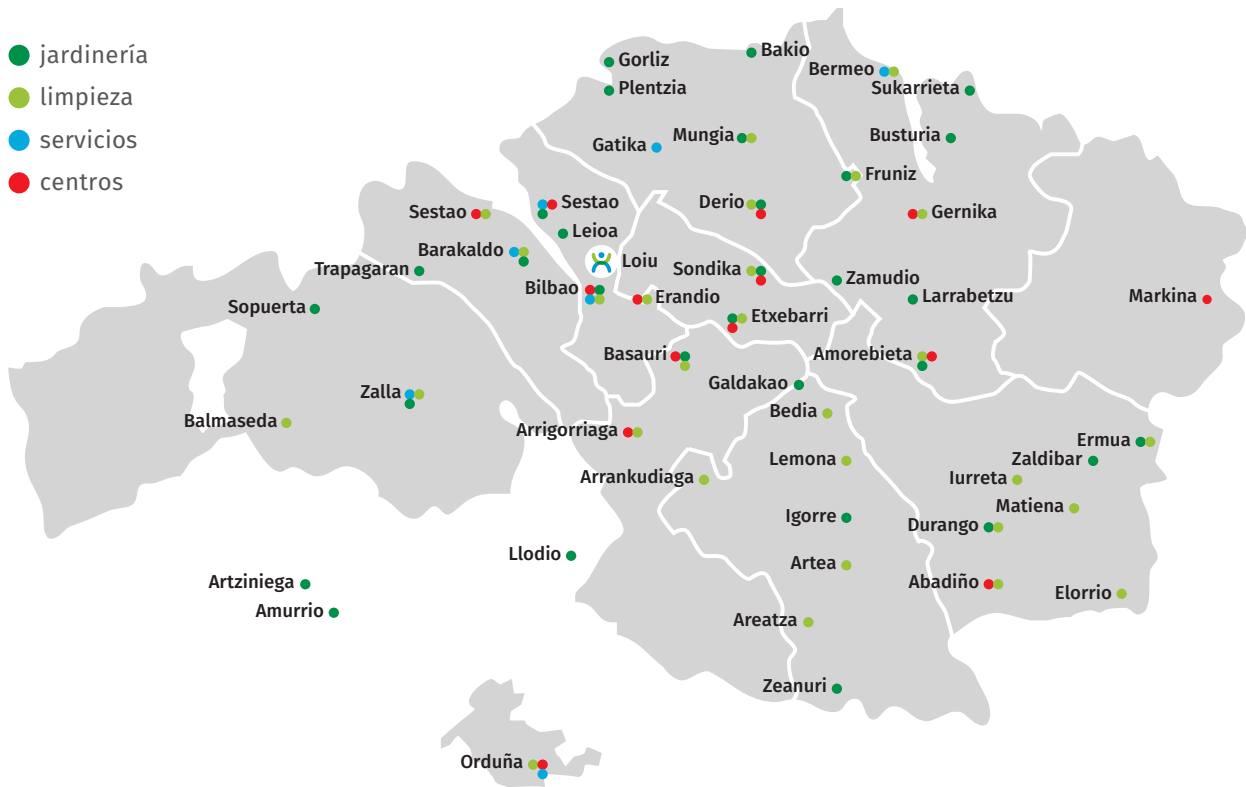 jardinería
limpieza
servicios
centros
Gorliz
Bakio
Bermeo
Plentzia
Sukarrieta
Gatika
Mungia
Busturia
Fruniz
Sestao
Sestao
Derio
Gernika
Leioa
Barakaldo
Loiu
Trapagaran
Sondika
Zamudio
Bilbao
Erandio
Larrabetzu
Markina
Sopuerta
Etxebarri
Basauri
Amorebieta
Galdakao
Zalla
Bedia
Balmaseda
Arrigorriaga
Ermua
Lemona
Zaldibar
Arrankudiaga
Iurreta
Matiena
Igorre
Durango
Llodio
Artea
Artziniega
Abadiño
Elorrio
Amurrio
Areatza
Zeanuri
Orduña